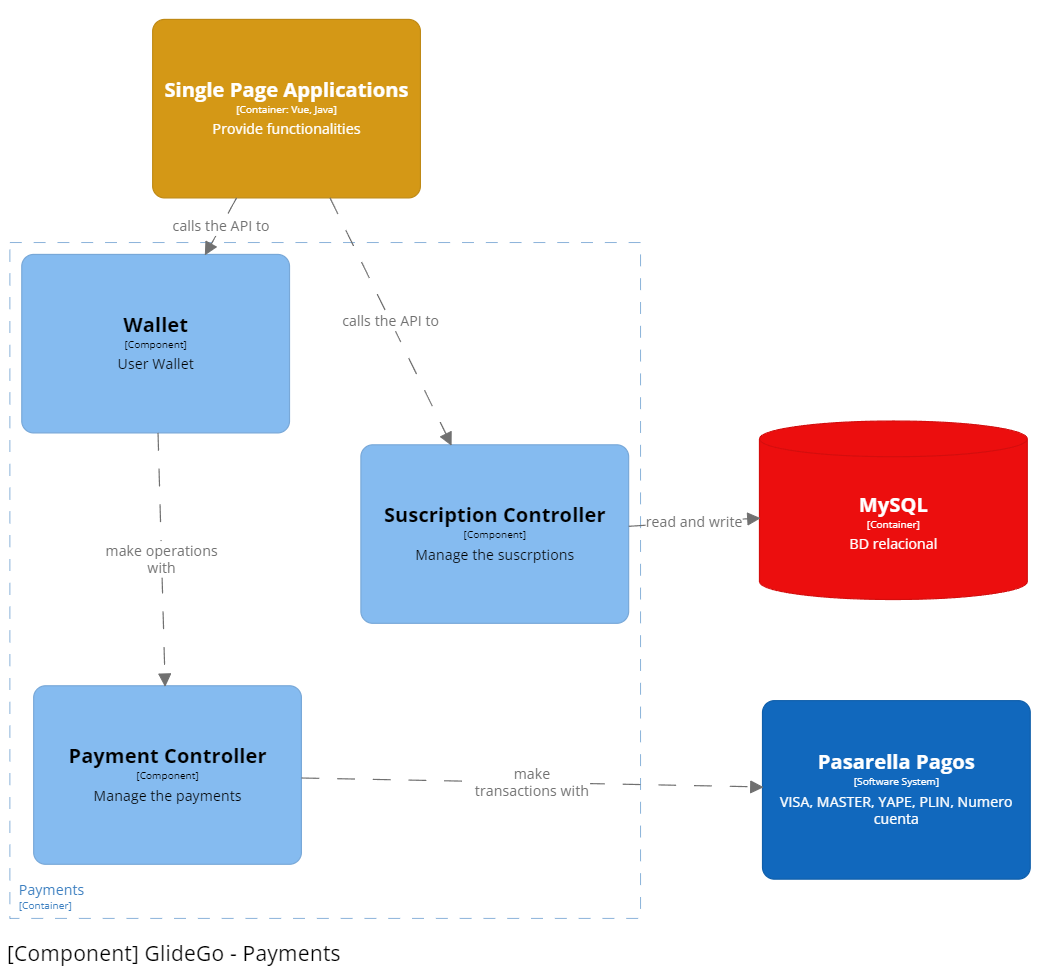 Single Page Applications
[Container: Vue, Java]
Provide functionalities
calls the API to
Wallet
[Component]
User Wallet
calls the API to
Suscription Controller
[Component]
Manage the suscrptions
read and write
MySQL
[Container]
BD relacional
make operations
with
Payment Controller
[Component]
Manage the payments
make
transactions with
Pasarella Pagos
[Software System]
VISA, MASTER, YAPE, PLIN, Numero
cuenta
Payments
[Container]
[Component] GlideGo - Payments